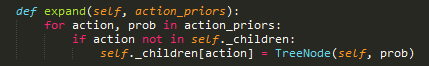 def expand(self, action_priors):
    for action, prob in action_priors:
        if action not in self._children:
            self._children[action] = TreeNode(self, prob)